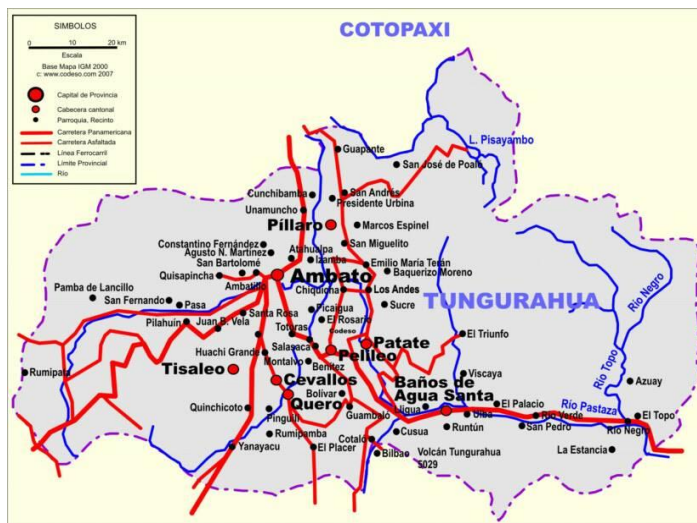 SIMBOLOS
0 10 20 km
Escala
Base Mapa IGM 2000
c: www.codeso.com 2007
Capital de Provincia
Cabecera cantonal
Parroquia, Recinto
Carretera Panamericana
Carretera Asfaltada
Línea Ferrocarril
Límite Provincial
Río
COTOPAXI
L. Pisayambo
Guapante
San José de Poaló
Cunchibamba
San Andrés
Presidente Urbina
Unamuncho
Píllaro
Marcos Espinel
Constantino Fernández
San Miguelito
Agusto N. Martinez
Atahualpa
San Bartolomé
Izamba
Emilio María Terán
Quisapincha
Ambato
Baquerizo Moreno
Ambatillo
Chiquiona
Los Andes
Pamba de Lancillo
San Fernando
Pasa
Picaigua
Sucre
TUNGURAHUA
Río Negro
Santa Rosa
El Rosario
Pilahuín
Juan B. Vela
Totoras
Codeso
El Triunfo
Patate
Salasaca
Huachi Grande
Pelileo
Montalvo
Benítez
Río Topo
Rumipata
Tisaleo
Viscaya
Baños de
Agua Santa
Azuay
Cevallos
Bolívar
Quero
Quinchicoto
Pinguilí
Guambaló
Ulgua
El Palacio
Río Pastaza
Ulba
Río Verde
El Topo
Rumipamba
Cusua
Runtún
San Pedro
Río Negro
Yanayacu
El Placer
Cotaló
Bilbao
Volcán Tungurahua
5029
La Estancia